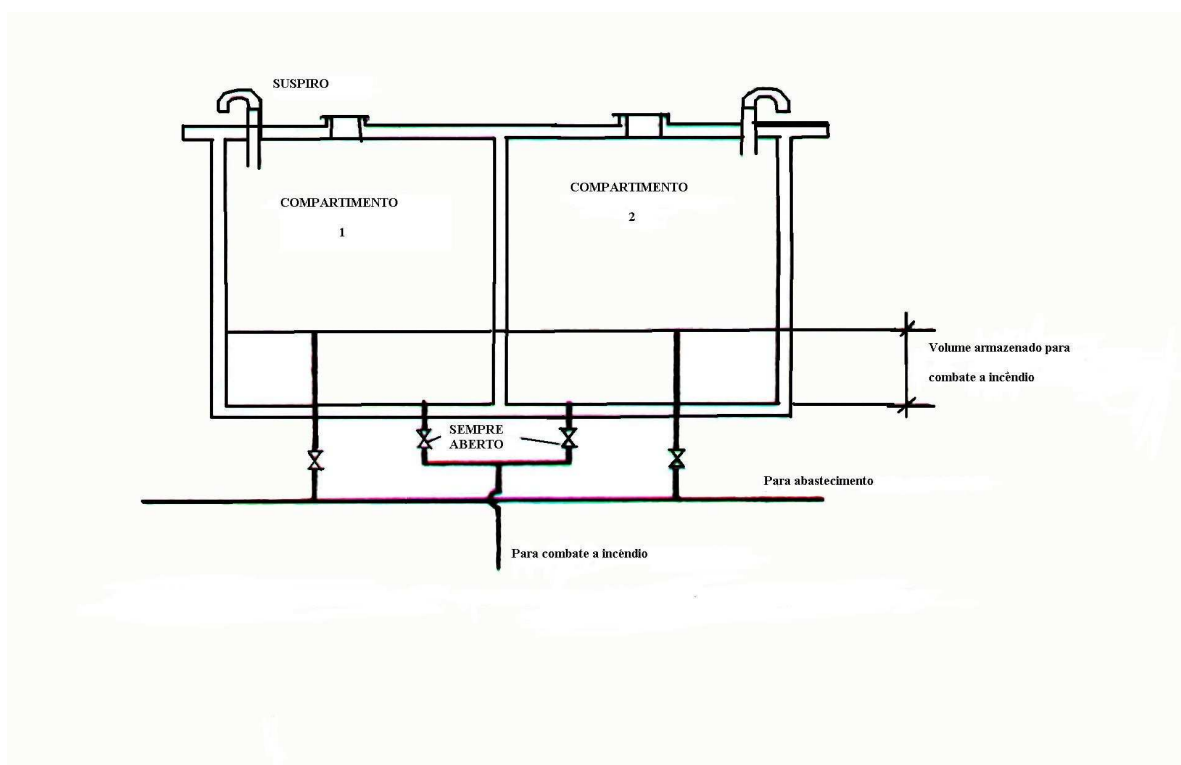 SUSPIRO
COMPARTIMENTO
1
COMPARTIMENTO
2
Volume armazenado para
combate a incêndio
SEMPRE
ABERTO
Para abastecimento
Para combate a incêndio